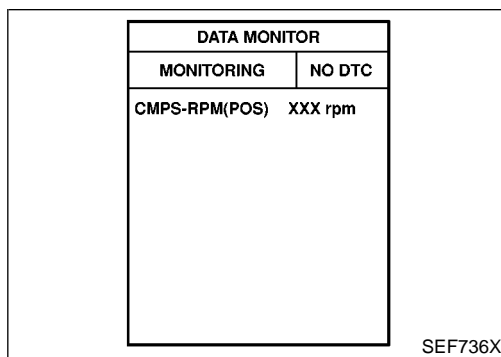 DATA MONITOR
MONITORING NO DTC
CMPS-RPM(POS) XXX rpm
SEF736X